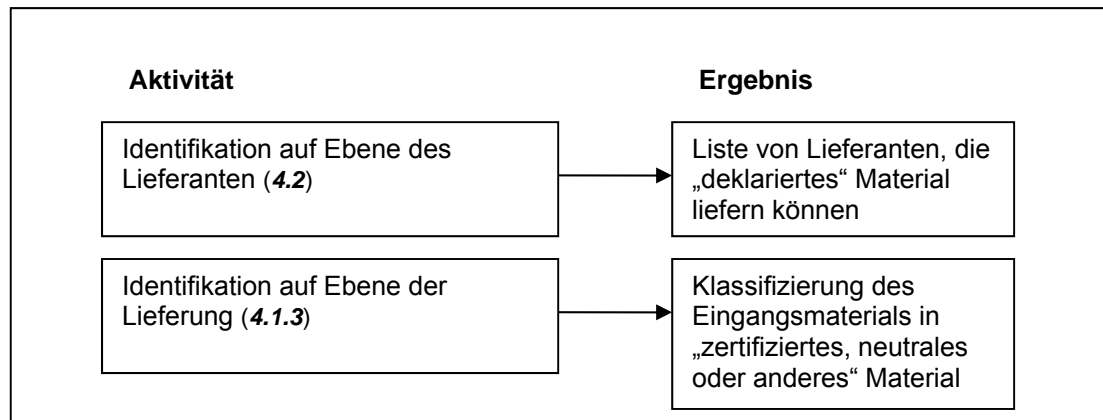 Aktivität
Ergebnis
Identifikation auf Ebene des
Lieferanten (4.2)
Liste von Lieferanten, die
„deklariertes“ Material
liefern können
Identifikation auf Ebene der
Lieferung (4.1.3)
Klassifizierung des
Eingangsmaterials in
„zertifiziertes, neutrales
oder anderes“ Material